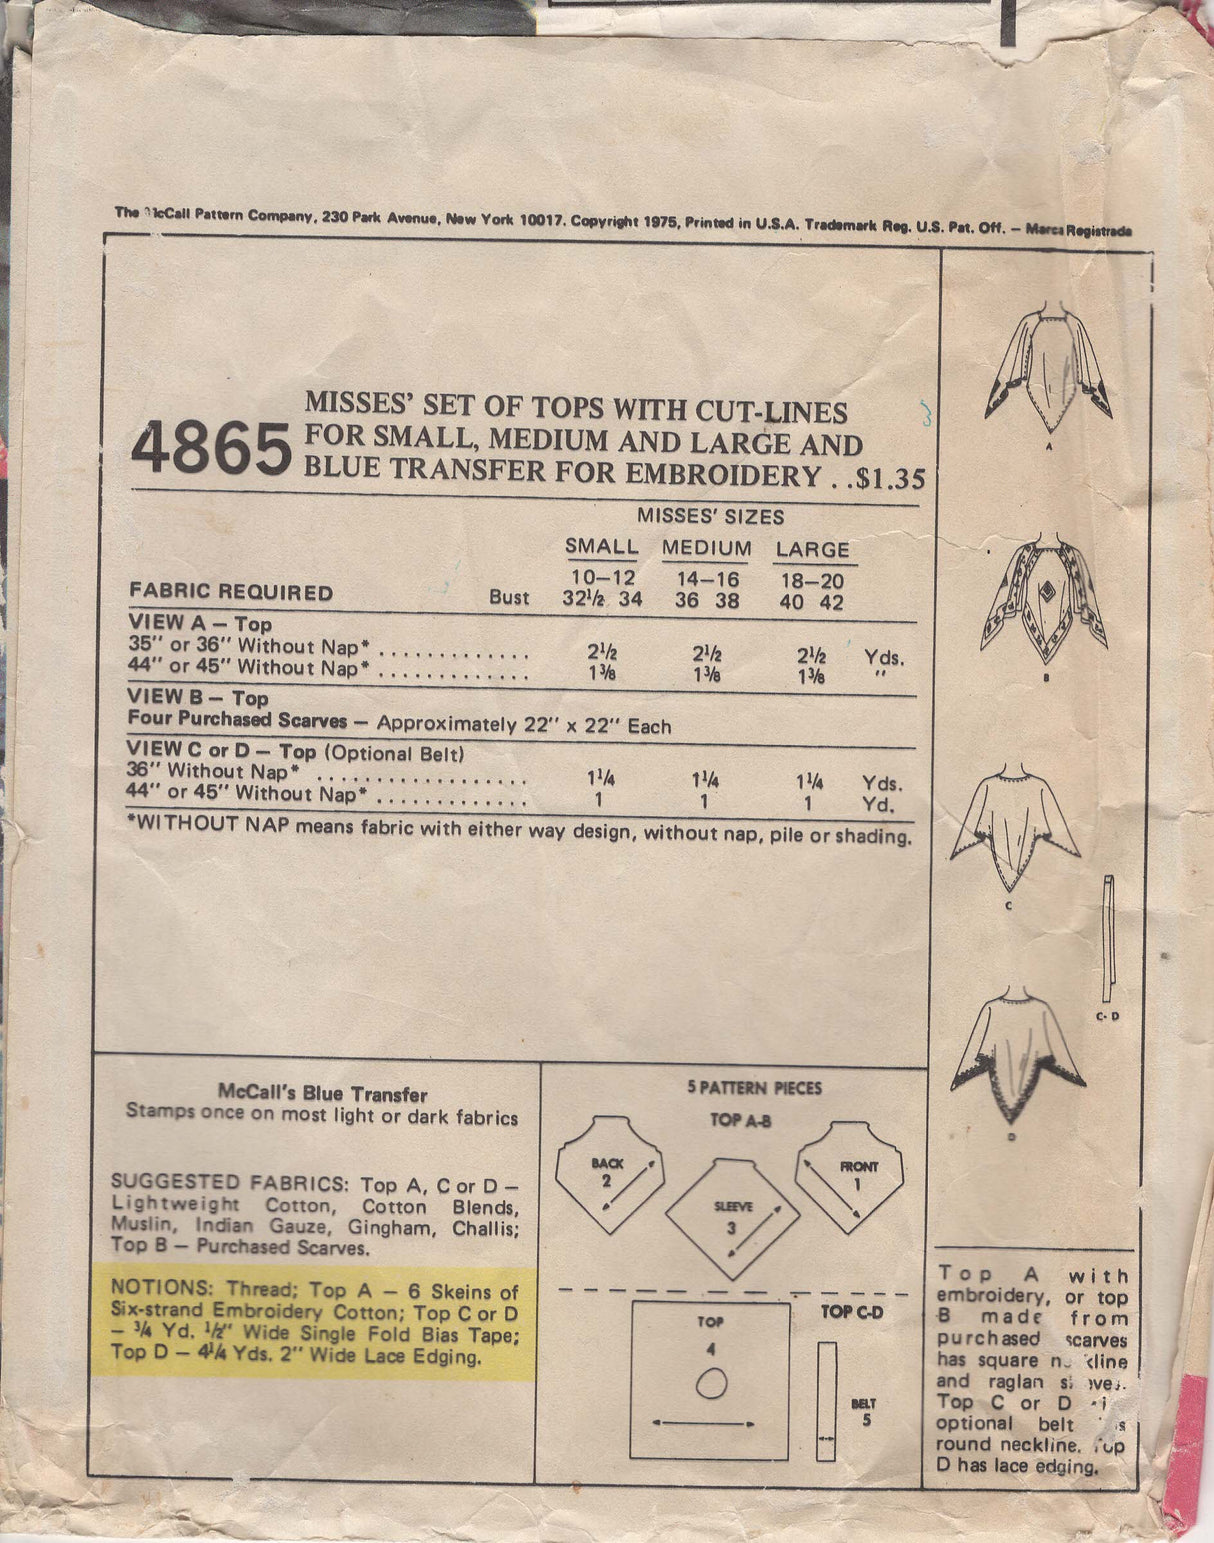 The McCall Pattern Company, 230 Park Avenue, New York 10017. Copyright 1975, Printed in U.S.A. Trademark Reg. U.S. Pat. Off. — Marca Registrada
4865
MISSES' SET OF TOPS WITH CUT-LINES
FOR SMALL, MEDIUM AND LARGE AND
BLUE TRANSFER FOR EMBROIDERY . .$1.35
MISSES' SIZES
SMALL MEDIUM LARGE
10–12 14–16 18–20
FABRIC REQUIRED Bust 32½ 34 36 38 40 42
VIEW A – Top
35" or 36" Without Nap* ............. 2½ 2½ 2½ Yds.
44" or 45" Without Nap* ............. 1⅜ 1⅜ 1⅜ "
VIEW B – Top
Four Purchased Scarves – Approximately 22" x 22" Each
VIEW C or D – Top (Optional Belt)
36" Without Nap* .................. 1¼ 1¼ 1¼ Yds.
44" or 45" Without Nap* ............. 1 1 1 Yd.
*WITHOUT NAP means fabric with either way design, without nap, pile or shading.
A
B
C
C-D
D
McCall's Blue Transfer
Stamps once on most light or dark fabrics
SUGGESTED FABRICS: Top A, C or D –
Lightweight Cotton, Cotton Blends,
Muslin, Indian Gauze, Gingham, Challis;
Top B – Purchased Scarves.
NOTIONS: Thread; Top A – 6 Skeins of
Six-strand Embroidery Cotton; Top C or D
– ¾ Yd. ½" Wide Single Fold Bias Tape;
Top D – 4¼ Yds. 2" Wide Lace Edging.
5 PATTERN PIECES
TOP A-B
BACK
2
SLEEVE
3
FRONT
1
TOP C-D
TOP
4
BELT
5
Top A with
embroidery, or top
B made from
purchased scarves
has square neckline
and raglan
Top C or D
optional belt
round neckline. Top
D has lace edging.